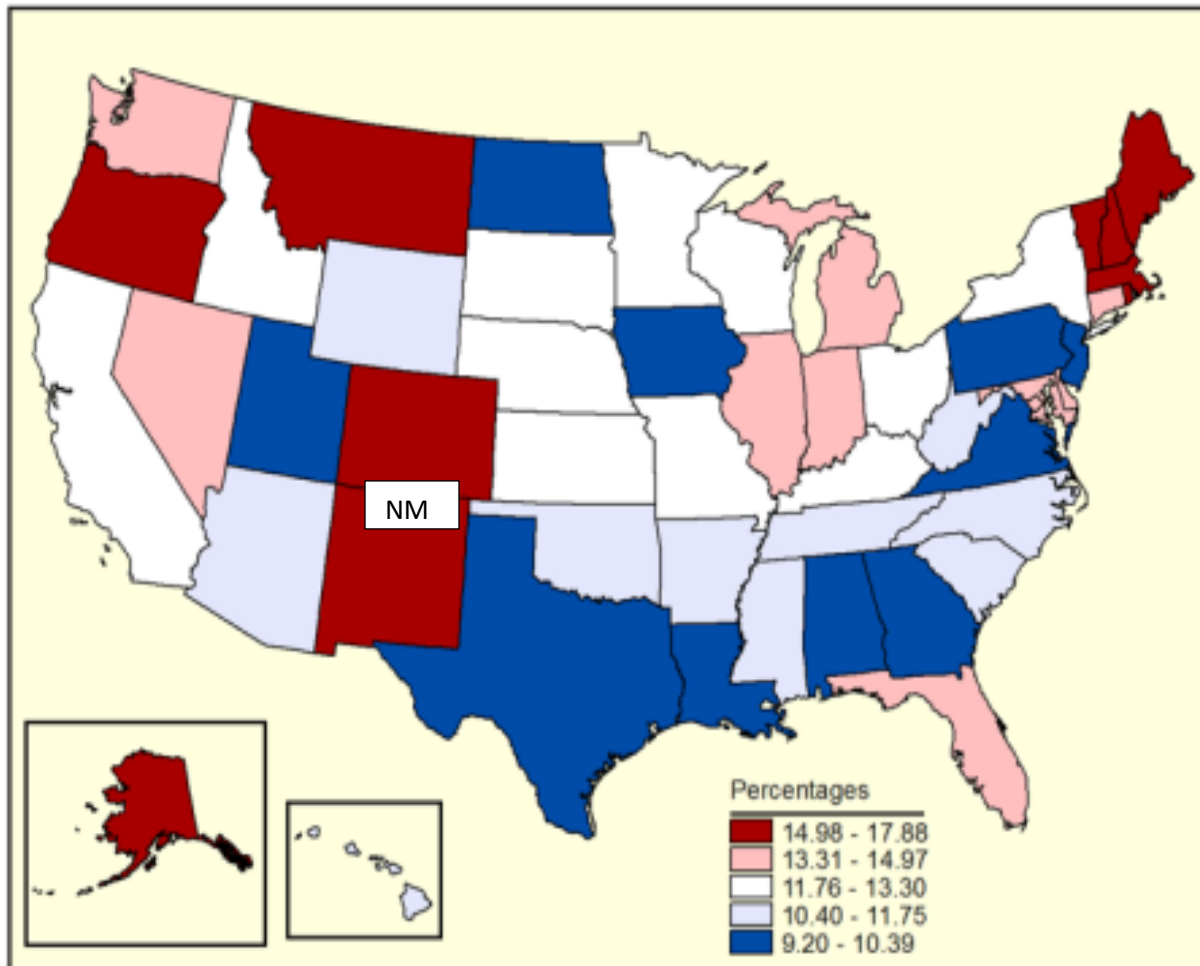 NM
Percentages
14.98 - 17.88
13.31 - 14.97
11.76 - 13.30
10.40 - 11.75
9.20 - 10.39